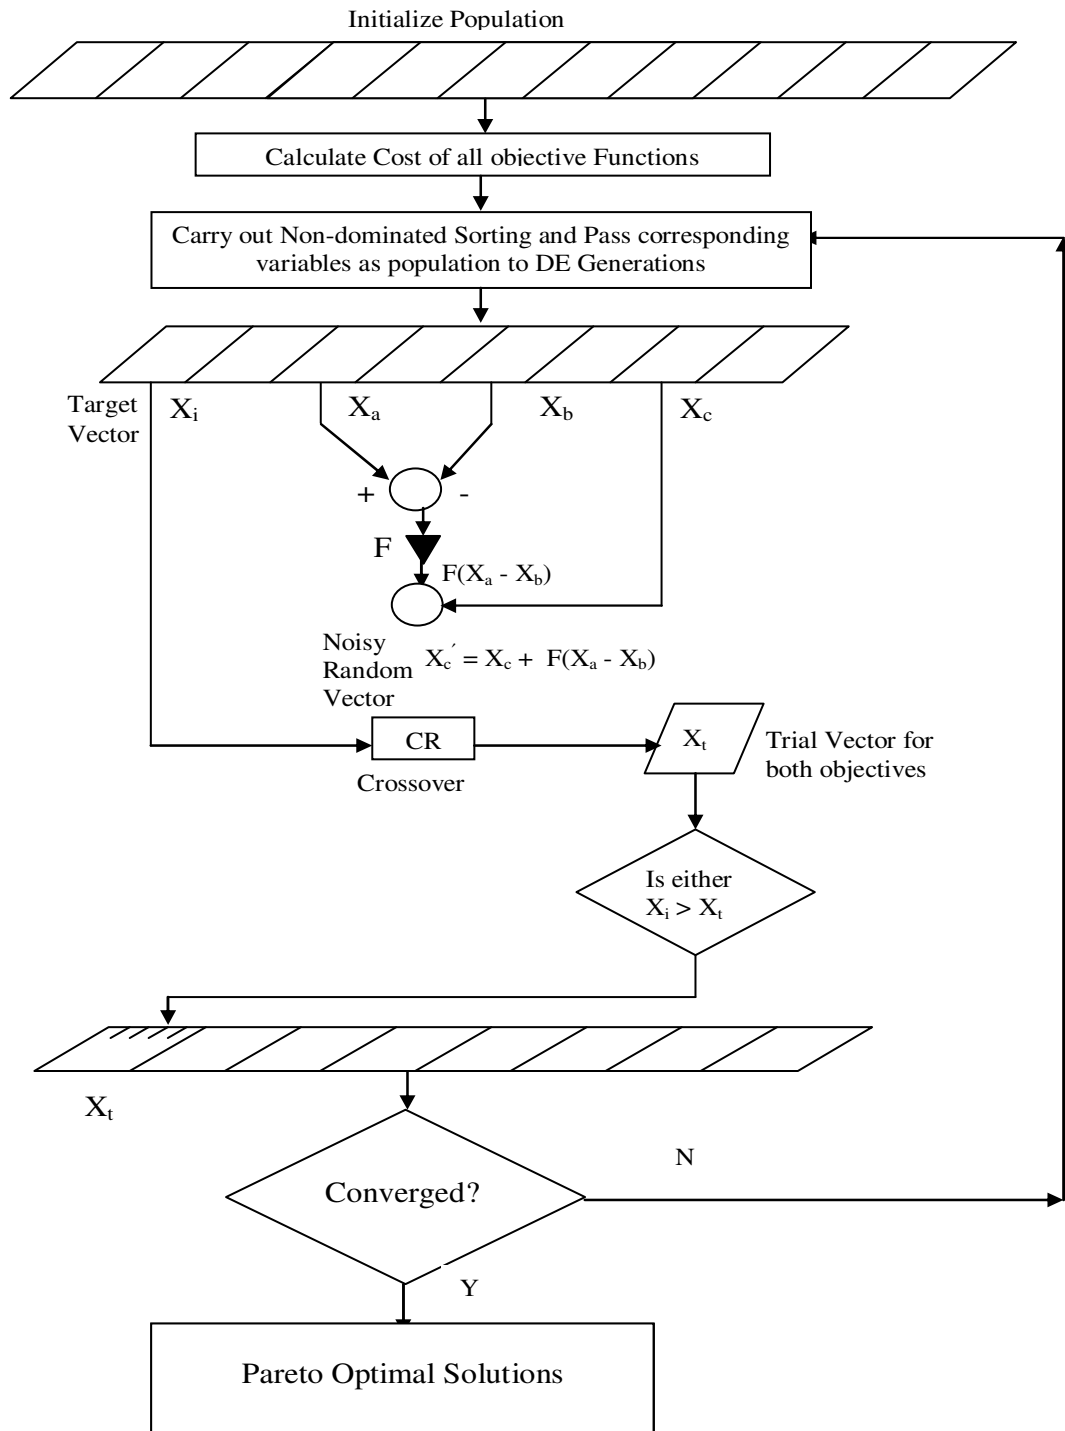 Initialize Population
Calculate Cost of all objective Functions
Carry out Non-dominated Sorting and Pass corresponding
variables as population to DE Generations
Target
Vector
Xi
Xa
Xb
Xc
+
-
F
F(Xa - Xb)
Noisy
Random
Vector
Xc´ = Xc + F(Xa - Xb)
CR
Crossover
Xt
Trial Vector for
both objectives
Is either
Xi > Xt
Xt
Converged?
N
Y
Pareto Optimal Solutions